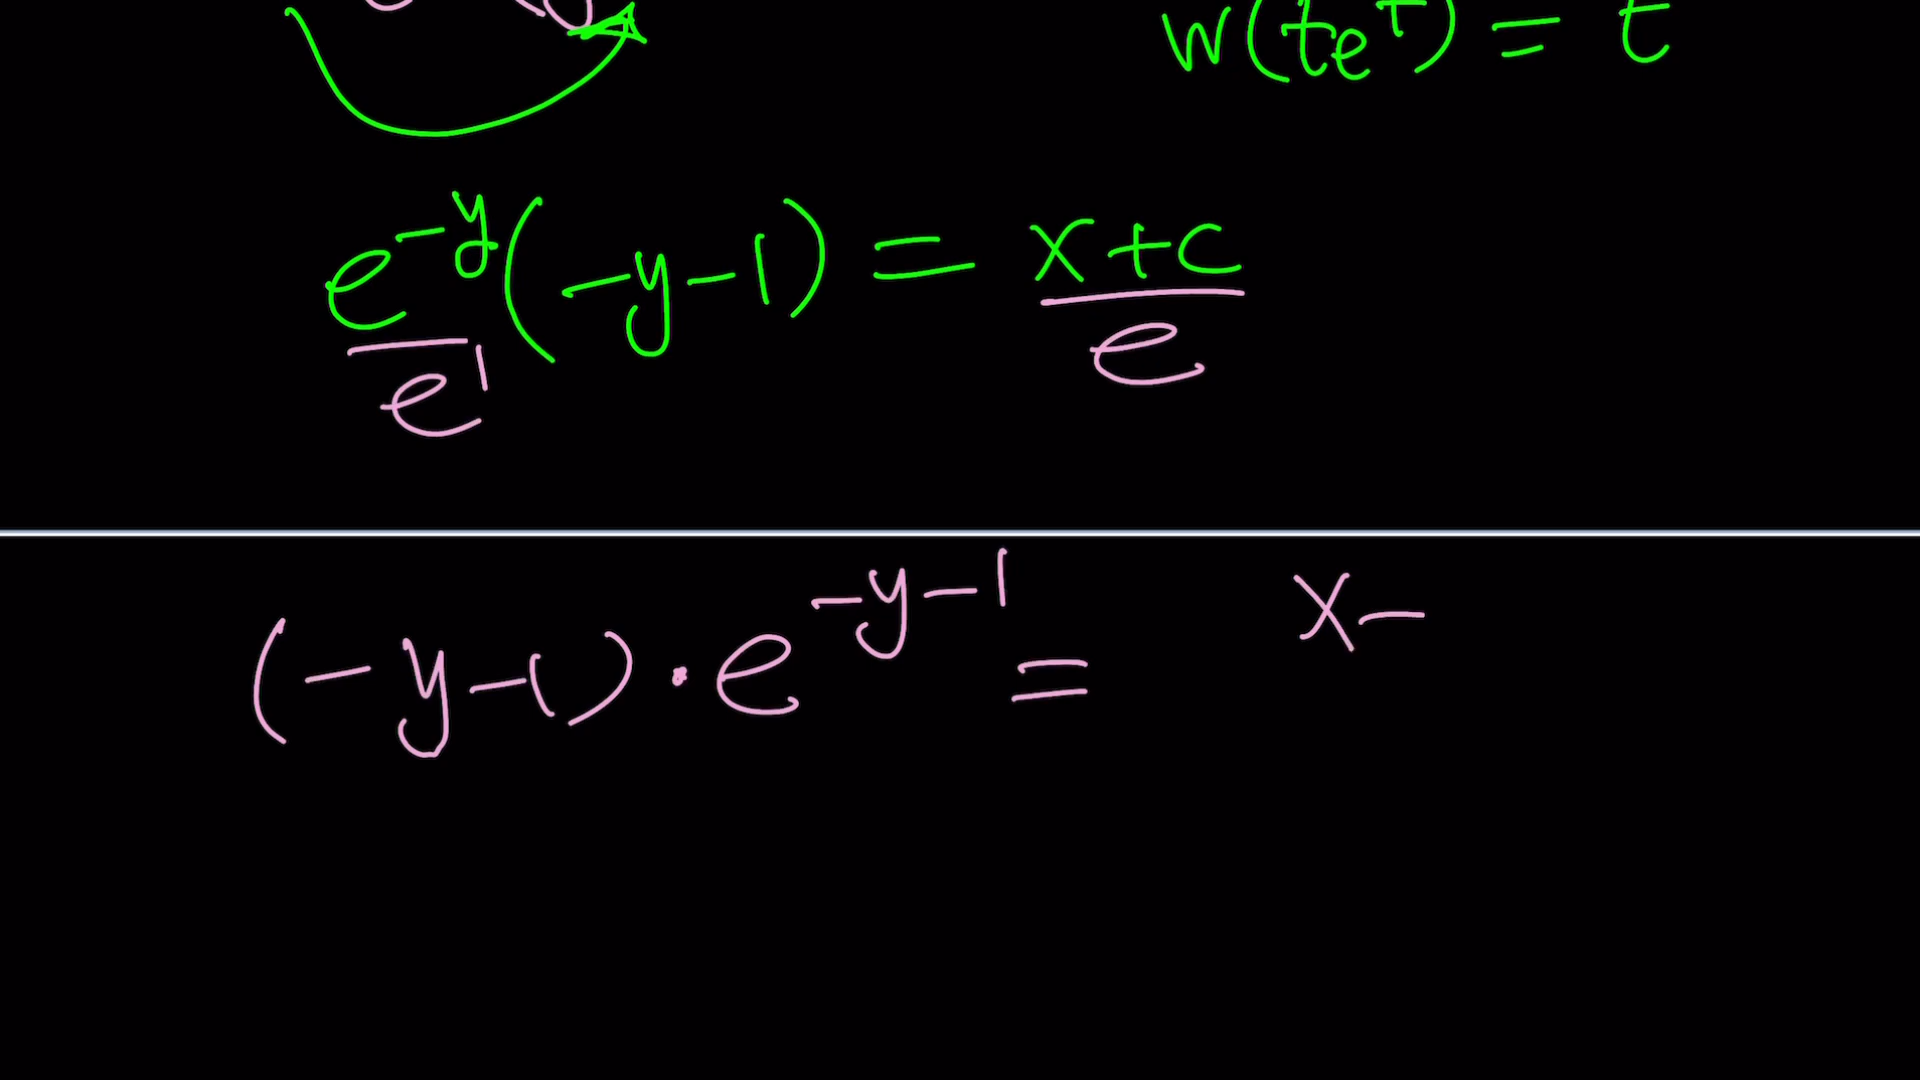 W(te^t) = t
e^-y (-y-1) = x+c
e^1 e
(-y-1) · e^-y-1 = x-